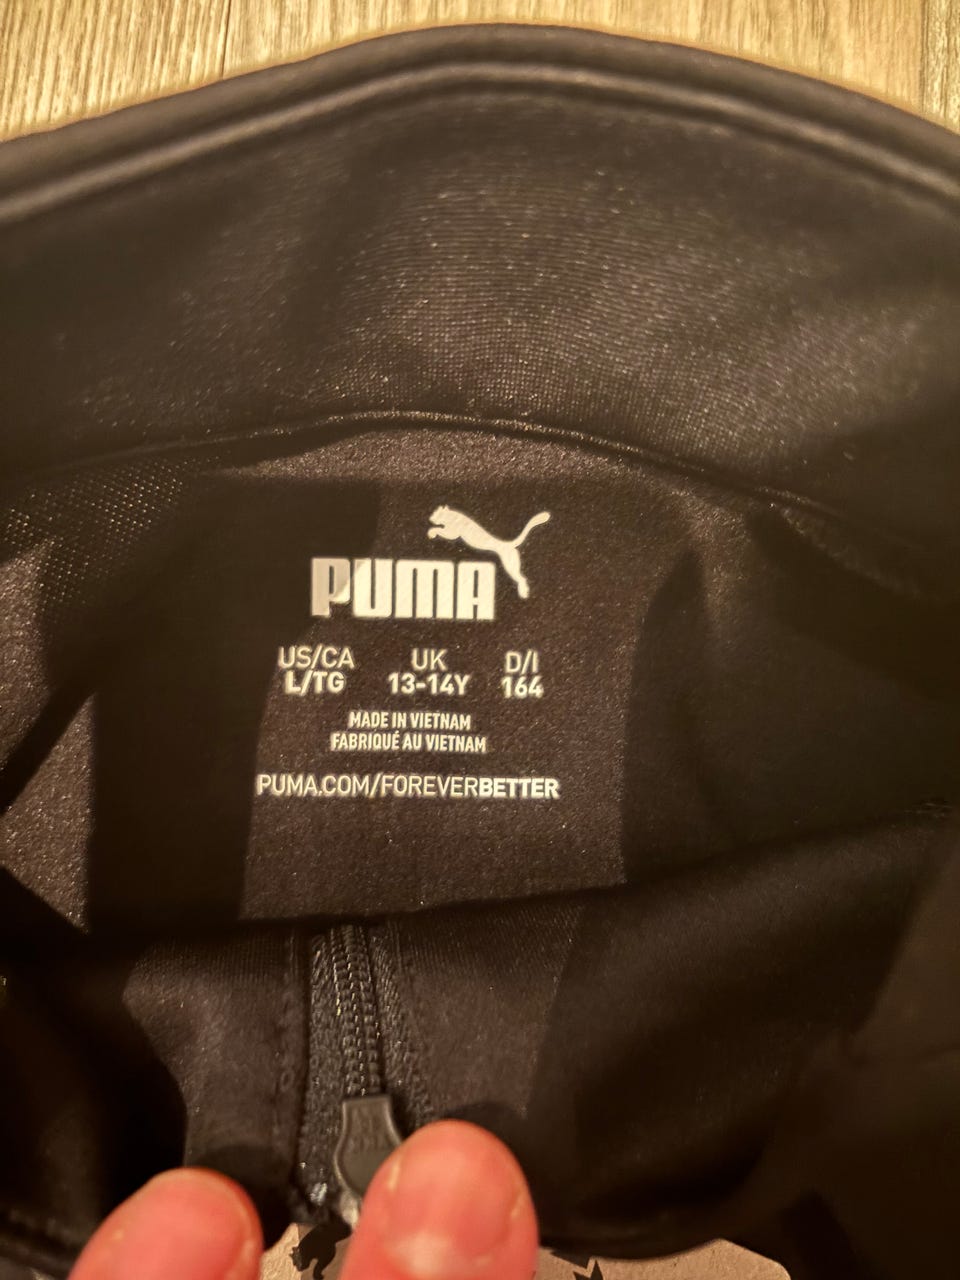 PUMA
US/CA UK D/I
L/TG 13-14Y 164
MADE IN VIETNAM
FABRIQUÉ AU VIETNAM
PUMA.COM/FOREVERBETTER